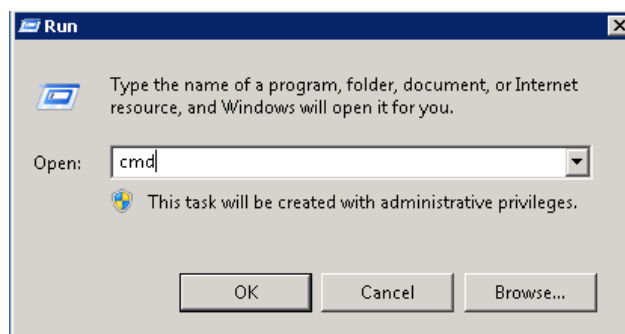 Run
Type the name of a program, folder, document, or Internet
resource, and Windows will open it for you.
Open:
cmd
This task will be created with administrative privileges.
OK
Cancel
Browse...